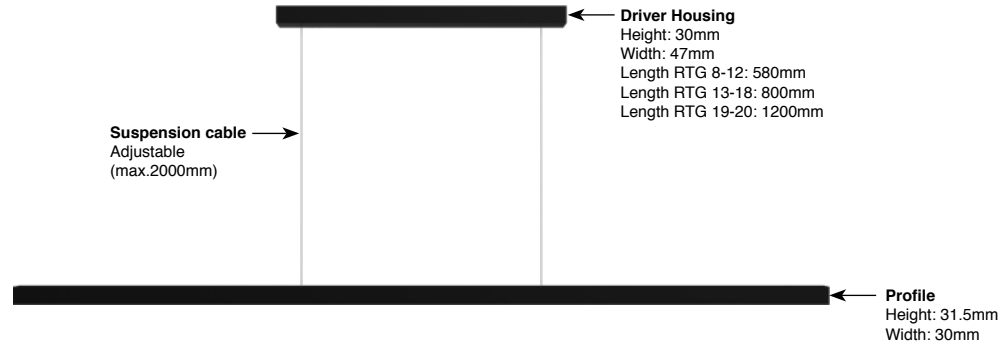 Driver Housing
Height: 30mm
Width: 47mm
Length RTG 8-12: 580mm
Length RTG 13-18: 800mm
Length RTG 19-20: 1200mm
Suspension cable
Adjustable
(max.2000mm)
Profile
Height: 31.5mm
Width: 30mm